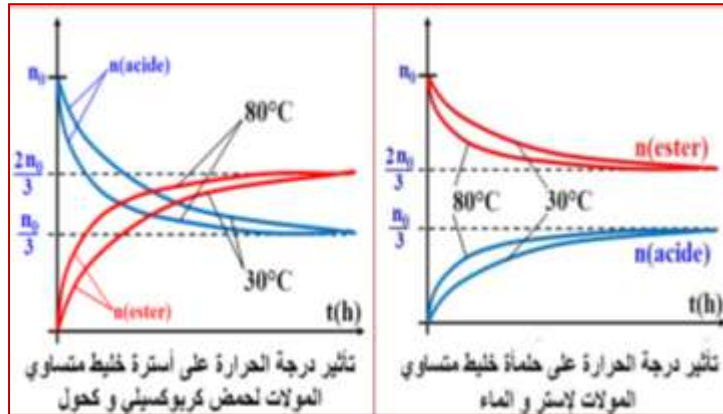 n₀
n(acide)
80°C
2n₀/3
n₀/3
30°C
n(ester)
t(h)
تأثير درجة الحرارة على أسترة خليط متساوي
المولات لحمض كربوكسيلي و كحول
n₀
n(ester)
2n₀/3
80°C
30°C
n₀/3
n(acide)
t(h)
تأثير درجة الحرارة على حلمأة خليط متساوي
المولات لاستر و الماء